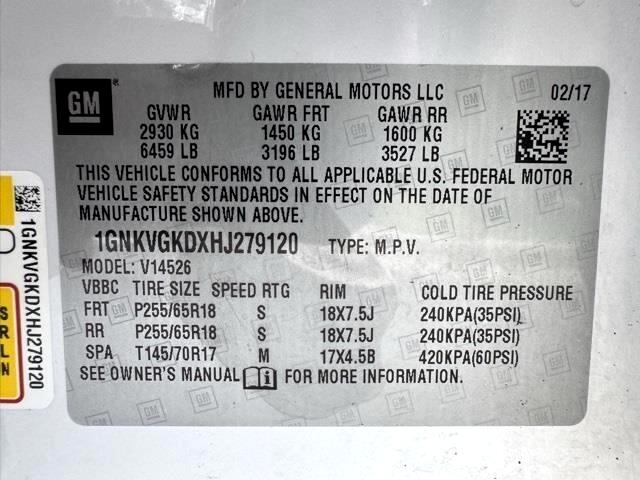 GM
MFD BY GENERAL MOTORS LLC 02/17
GVWR GAWR FRT GAWR RR
2930 KG 1450 KG 1600 KG
6459 LB 3196 LB 3527 LB
THIS VEHICLE CONFORMS TO ALL APPLICABLE U.S. FEDERAL MOTOR
VEHICLE SAFETY STANDARDS IN EFFECT ON THE DATE OF
MANUFACTURE SHOWN ABOVE.
1GNKVGKDXHJ279120 TYPE: M.P.V.
MODEL: V14526
VBBC TIRE SIZE SPEED RTG RIM COLD TIRE PRESSURE
FRT P255/65R18 S 18X7.5J 240KPA(35PSI)
RR P255/65R18 S 18X7.5J 240KPA(35PSI)
SPA T145/70R17 M 17X4.5B 420KPA(60PSI)
SEE OWNER'S MANUAL i FOR MORE INFORMATION.
1GNKVGKDXHJ279120